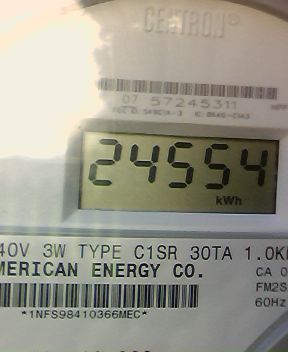 CENTRON®
07 57245311
24554
kWh
40V 3W TYPE C1SR 30TA 1.0K
MERICAN ENERGY CO.
CA 0
FM2S
60Hz
*1NFS98410366MEC*